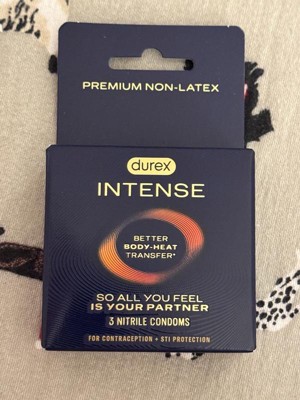 PREMIUM NON-LATEX
durex
INTENSE
BETTER
BODY-HEAT
TRANSFER*
SO ALL YOU FEEL
IS YOUR PARTNER
3 NITRILE CONDOMS
FOR CONTRACEPTION + STI PROTECTION